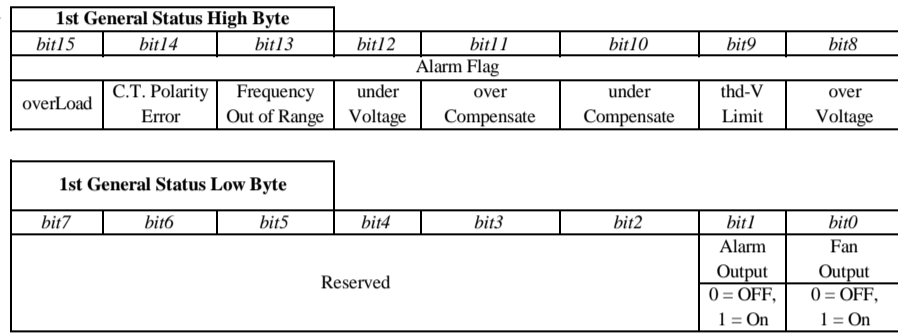 1st General Status High Byte
bit15 bit14 bit13 bit12 bit11 bit10 bit9 bit8
Alarm Flag
overLoad C.T. Polarity Error Frequency Out of Range under Voltage over Compensate under Compensate thd-V Limit over Voltage
1st General Status Low Byte
bit7 bit6 bit5 bit4 bit3 bit2 bit1 bit0
Reserved
Alarm Output Fan Output
0 = OFF, 1 = On 0 = OFF, 1 = On